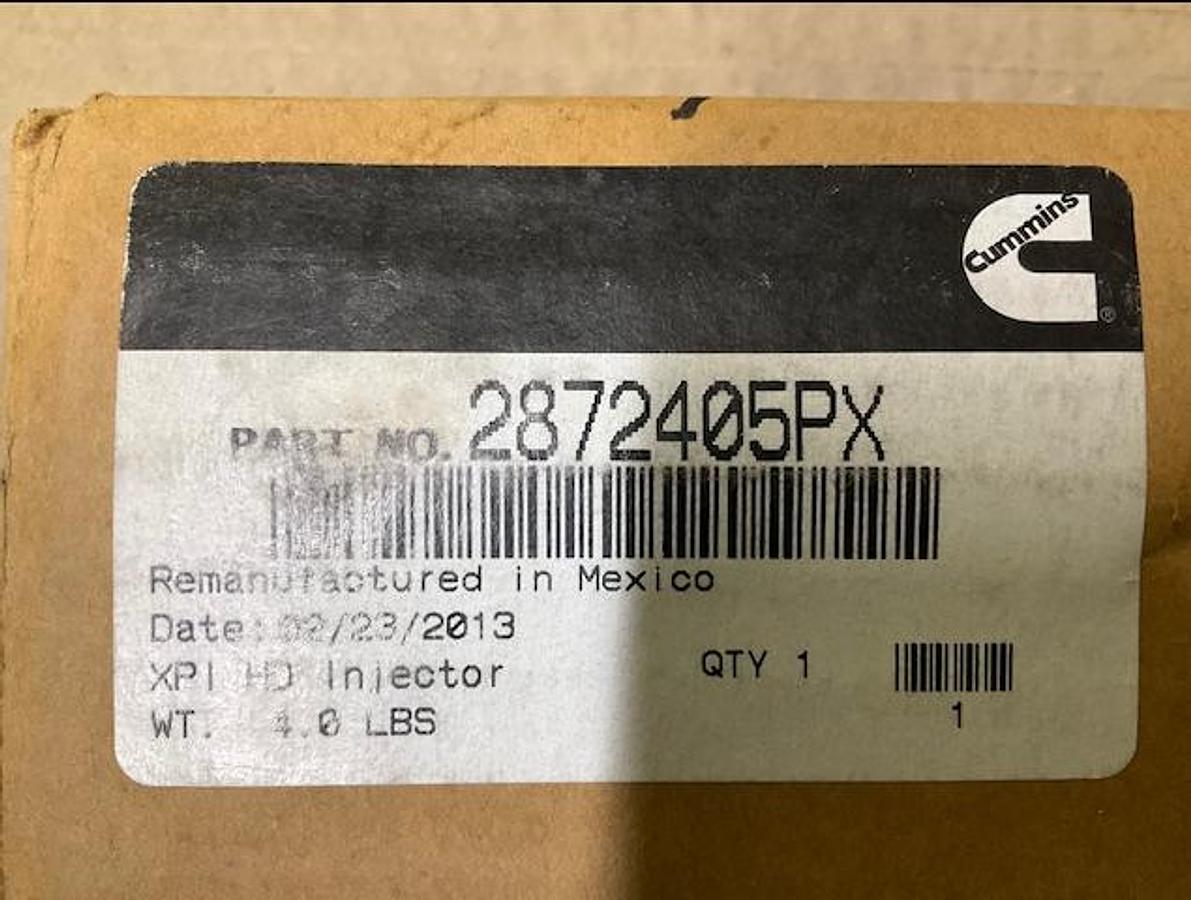 Cummins
®
PART NO. 2872405PX
Remanufactured in Mexico
Date: 02/23/2013
XPI HD Injector
QTY 1
WT. 4.0 LBS
1